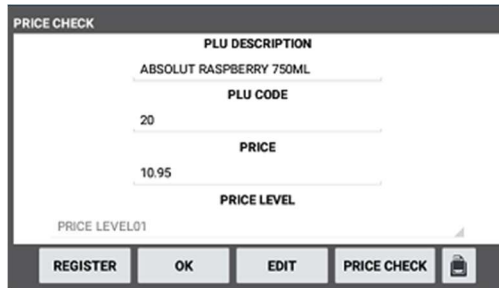 PRICE CHECK
PLU DESCRIPTION
ABSOLUT RASPBERRY 750ML
PLU CODE
20
PRICE
10.95
PRICE LEVEL
PRICE LEVEL01
REGISTER OK EDIT PRICE CHECK